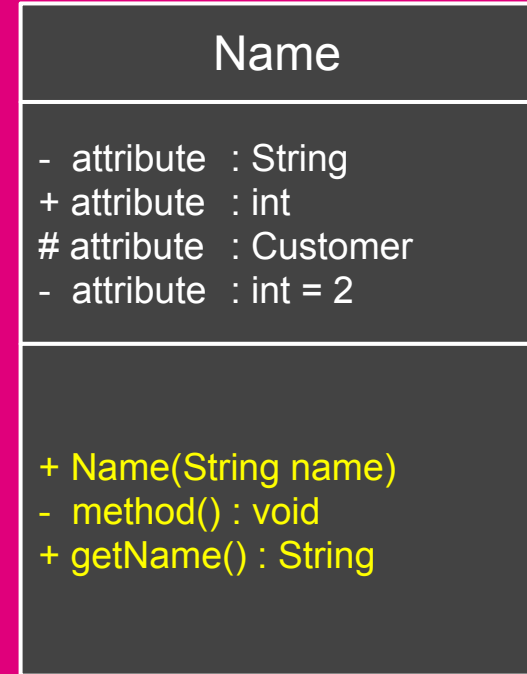 Name
- attribute : String
+ attribute : int
# attribute : Customer
- attribute : int = 2
+ Name(String name)
- method() : void
+ getName() : String